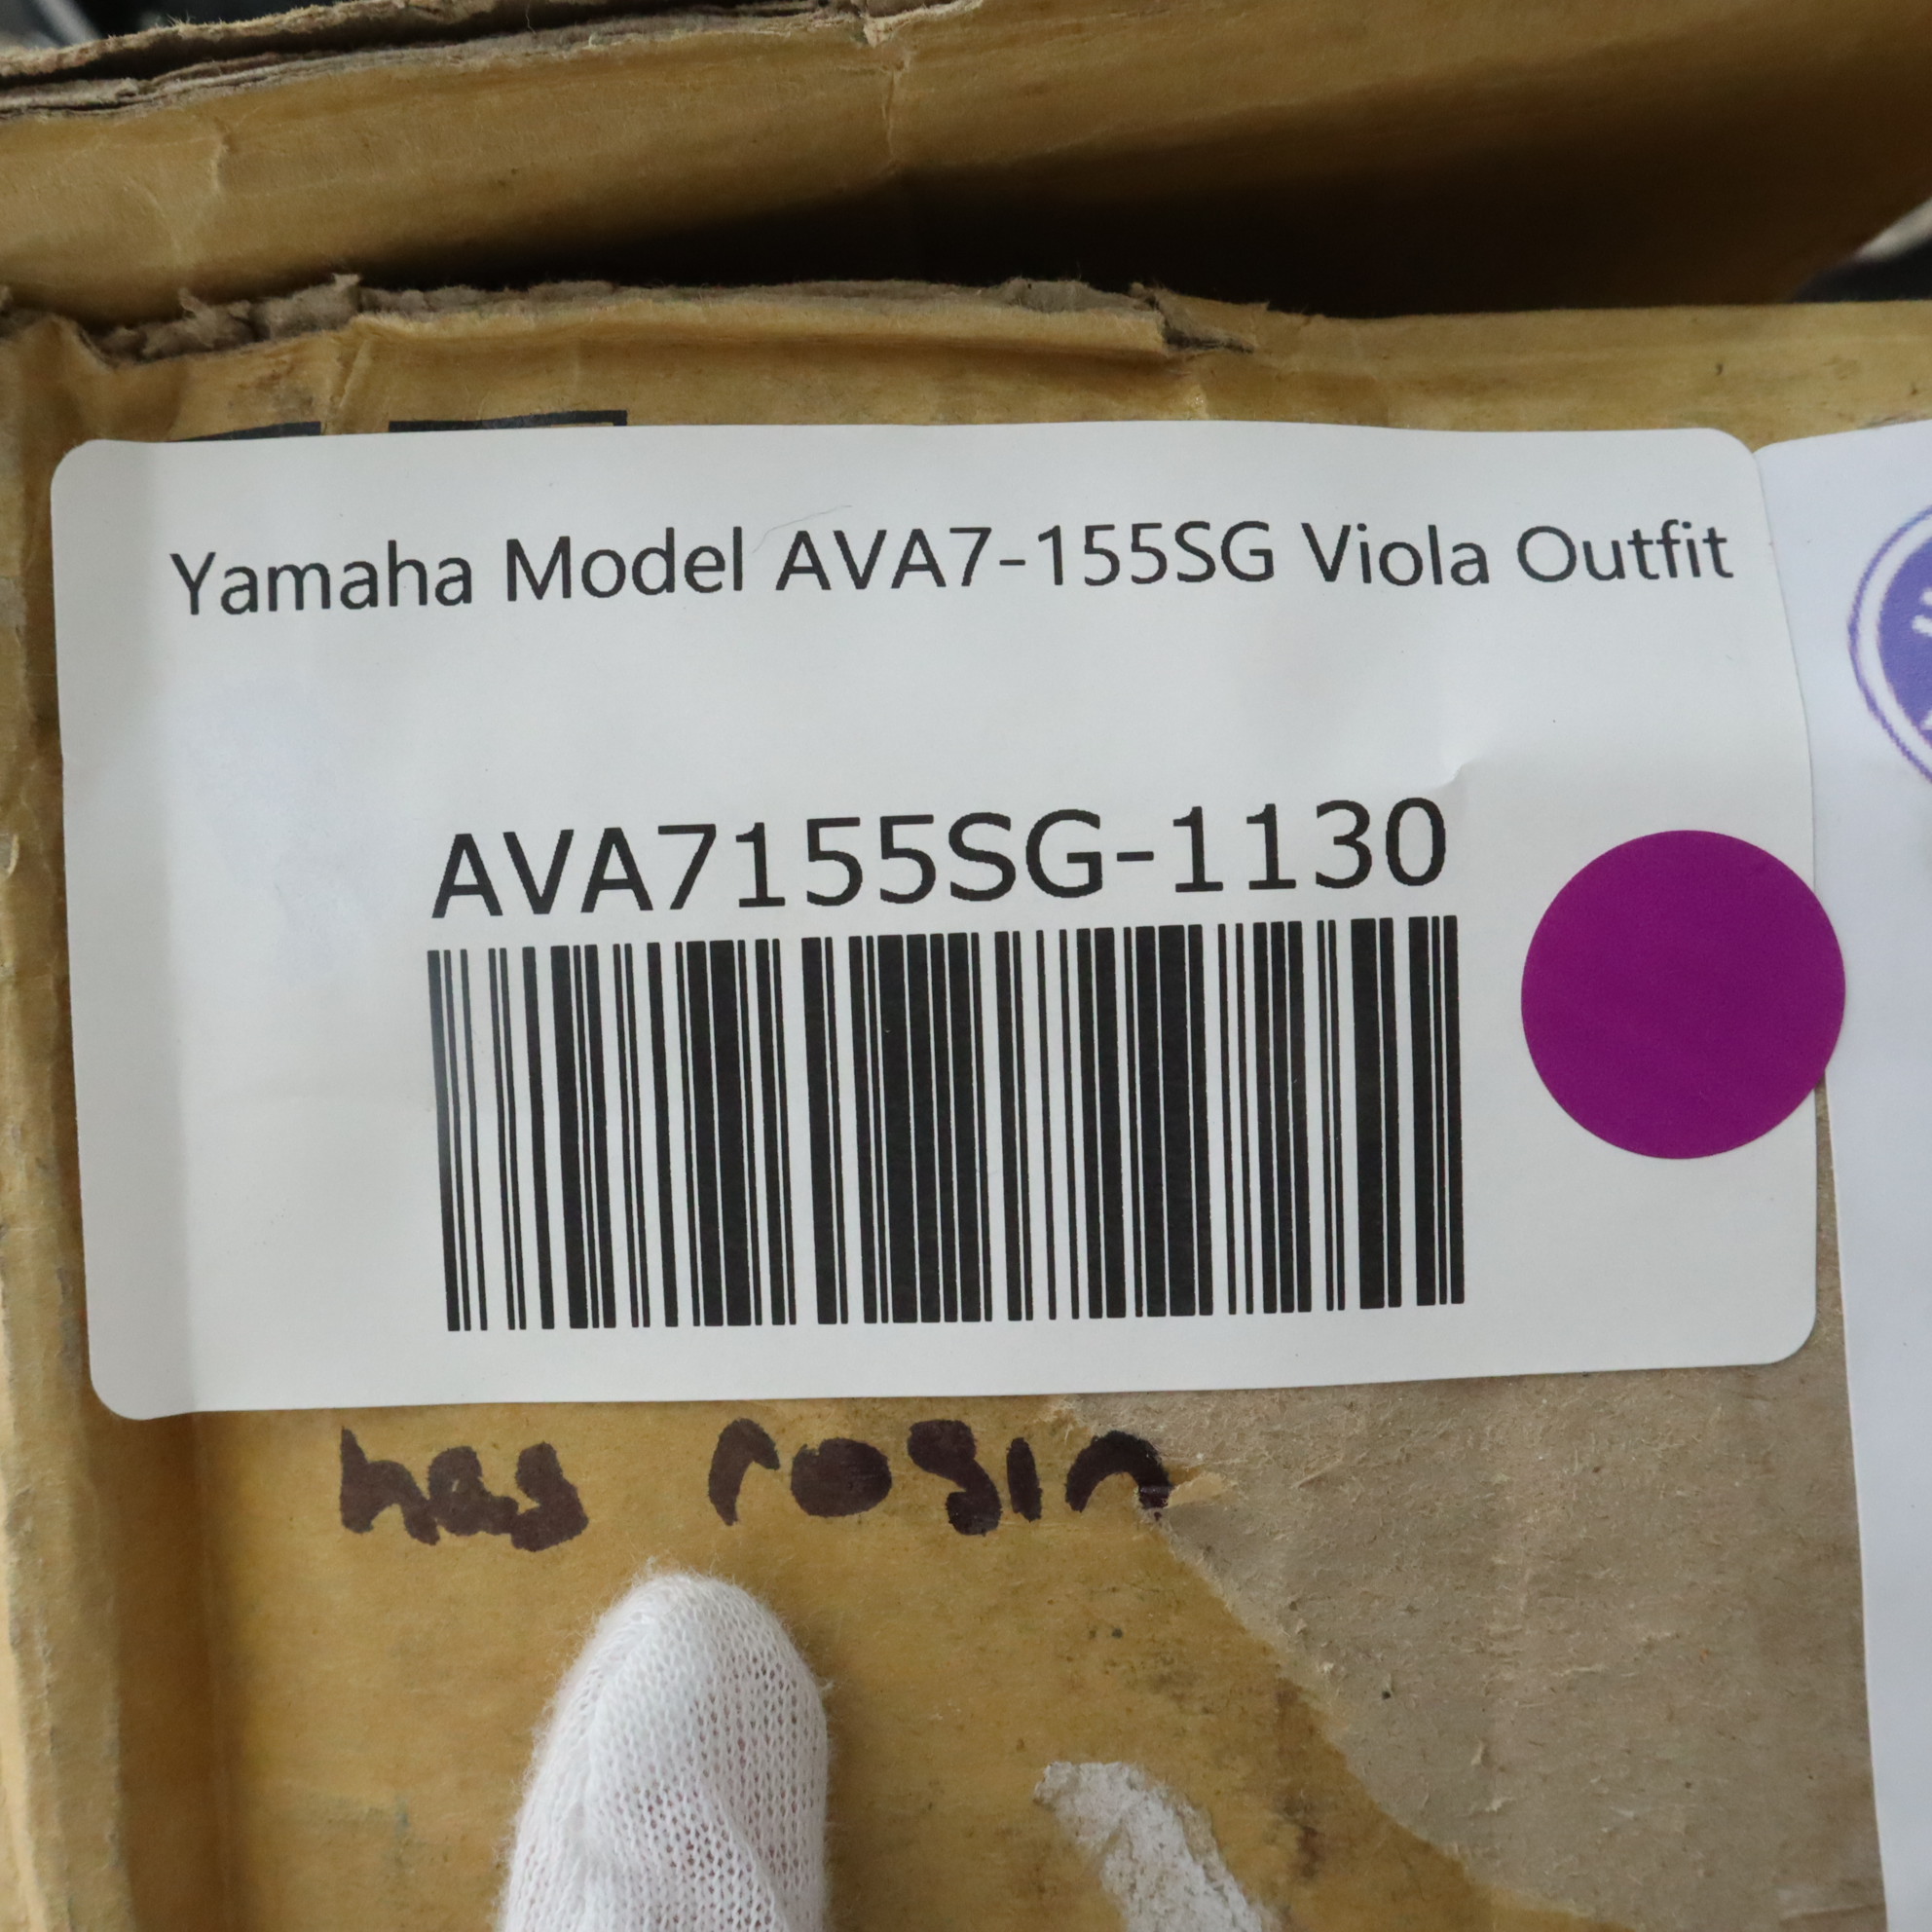 Yamaha Model AVA7-155SG Viola Outfit
AVA7155SG-1130
has rosin